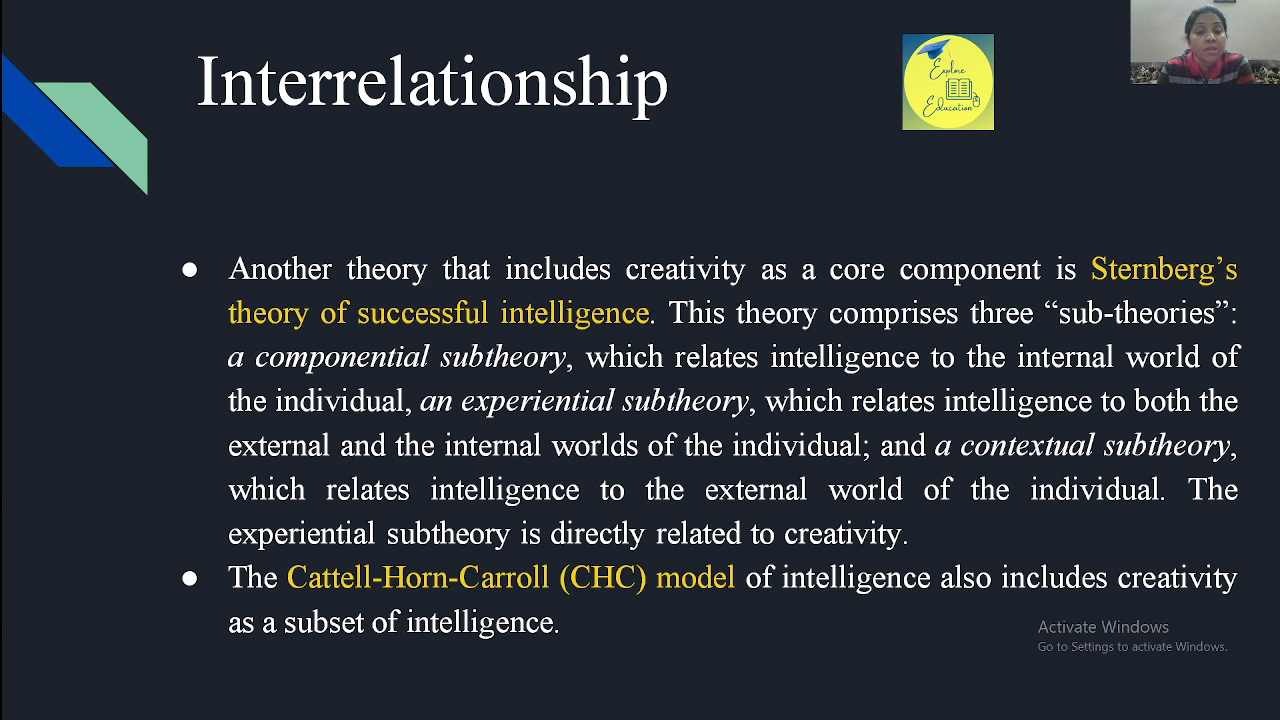 Interrelationship
Explore
Education
● Another theory that includes creativity as a core component is Sternberg’s
theory of successful intelligence. This theory comprises three “sub-theories”:
a componential subtheory, which relates intelligence to the internal world of
the individual, an experiential subtheory, which relates intelligence to both the
external and the internal worlds of the individual; and a contextual subtheory,
which relates intelligence to the external world of the individual. The
experiential subtheory is directly related to creativity.
● The Cattell-Horn-Carroll (CHC) model of intelligence also includes creativity
as a subset of intelligence.
Activate Windows
Go to Settings to activate Windows.